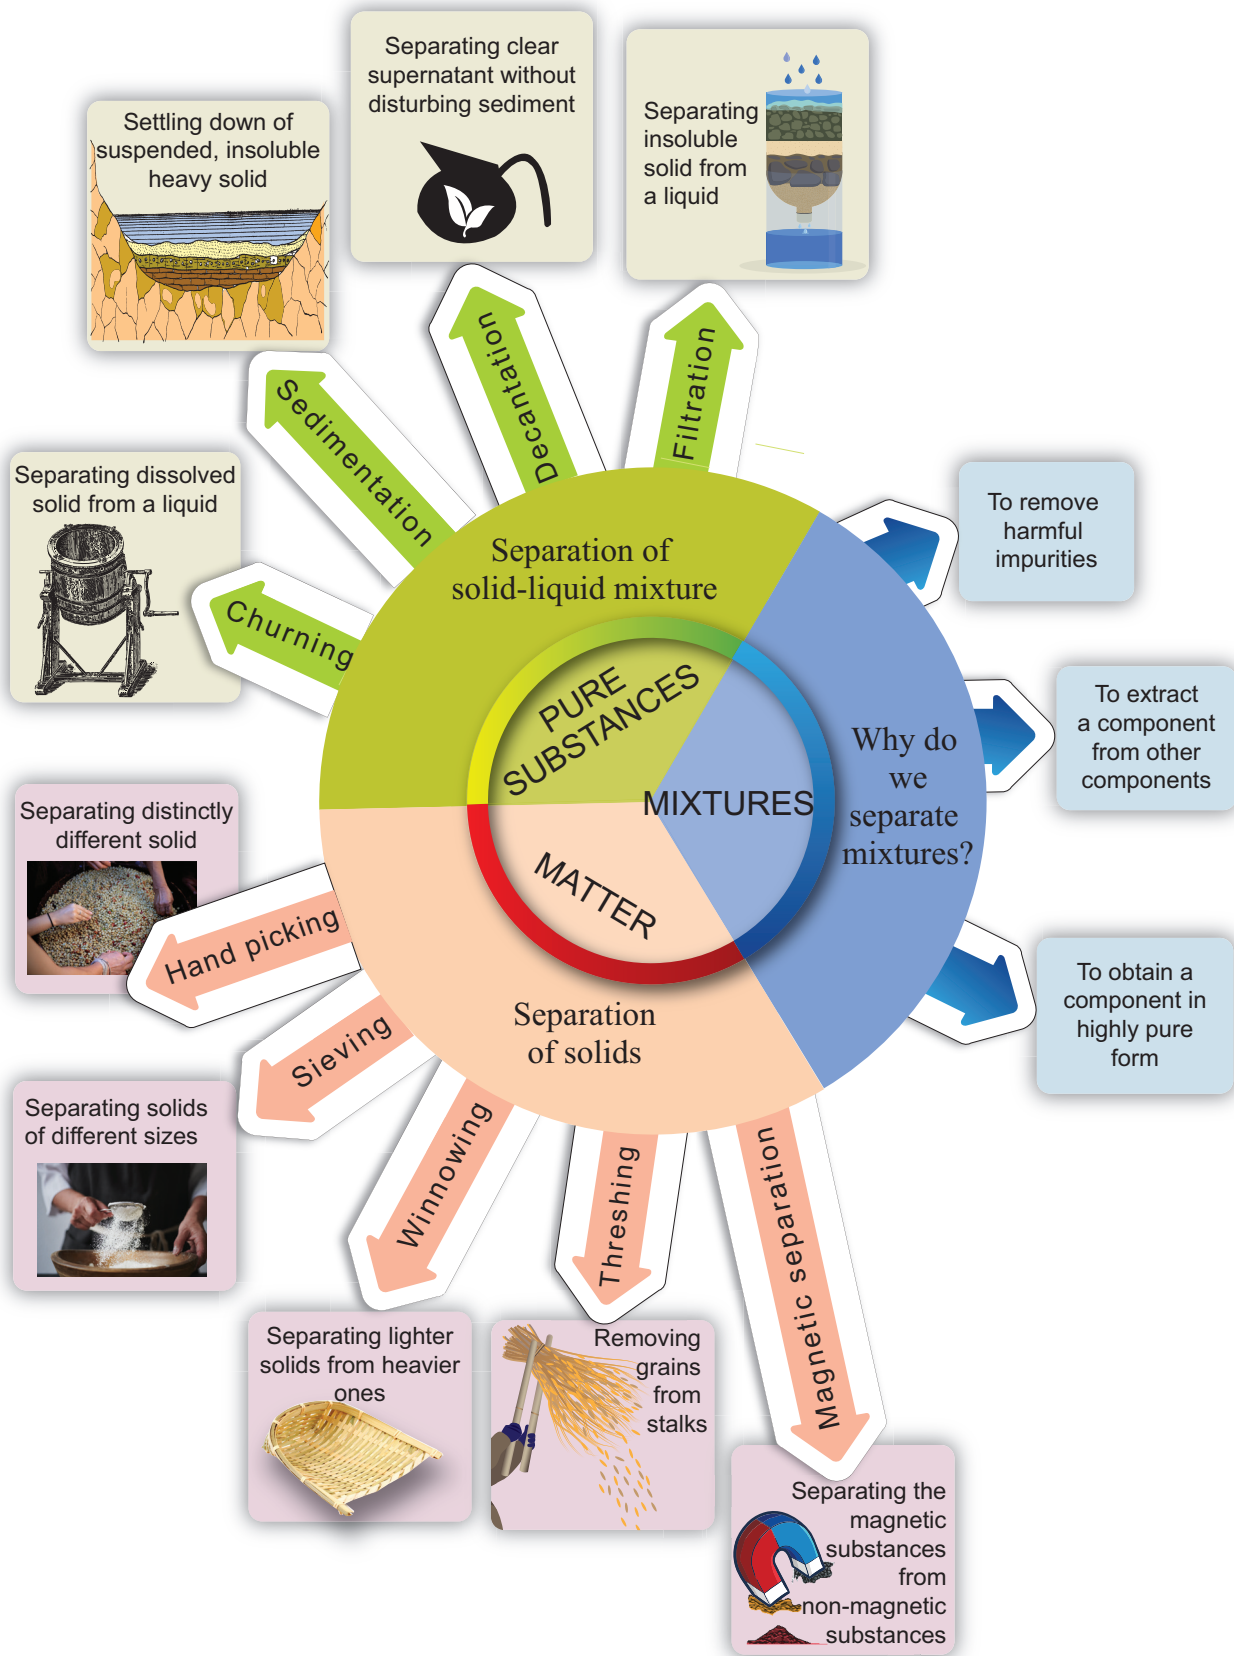 Separating clear
supernatant without
disturbing sediment
Separating
insoluble
solid from
a liquid
Settling down of
suspended, insoluble
heavy solid
Decantation
Filtration
Sedimentation
Separating dissolved
solid from a liquid
Churning
Separation of
solid-liquid mixture
To remove
harmful
impurities
PURE
SUBSTANCES
MIXTURES
MATTER
Why do
we
separate
mixtures?
To extract
a component
from other
components
To obtain a
component in
highly pure
form
Separating distinctly
different solid
Hand picking
Separation
of solids
Sieving
Separating solids
of different sizes
Winnowing
Threshing
Magnetic separation
Separating lighter
solids from heavier
ones
Removing
grains
from
stalks
Separating the
magnetic
substances
from
non-magnetic
substances